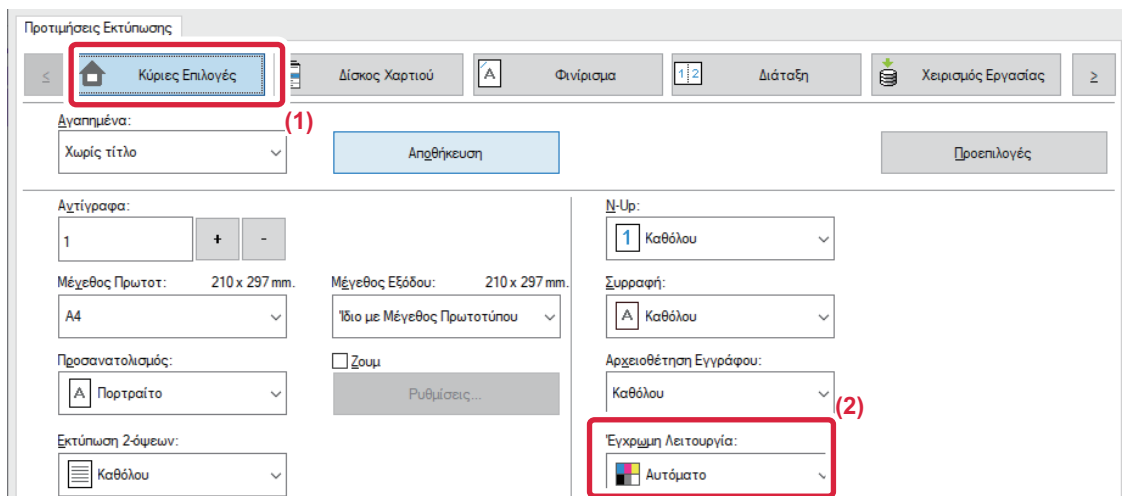 Προτιμήσεις Εκτύπωσης
< Κύριες Επιλογές Δίσκος Χαρτιού A Φινίρισμα 1 2 Διάταξη Χειρισμός Εργασίας >
(1)
Αγαπημένα:
Χωρίς τίτλο Αποθήκευση Προεπιλογές
Αντίγραφα: N-Up:
1 + - 1 Καθόλου
Μέγεθος Πρωτοτ: 210 x 297 mm. Μέγεθος Εξόδου: 210 x 297 mm. Συρραφή:
A4 Ίδιο με Μέγεθος Πρωτοτύπου A Καθόλου
Προσανατολισμός: Ζουμ Αρχειοθέτηση Εγγράφου:
A Πορτραίτο Ρυθμίσεις... Καθόλου
(2)
Εκτύπωση 2-όψεων: Έγχρωμη Λειτουργία:
Καθόλου Αυτόματο